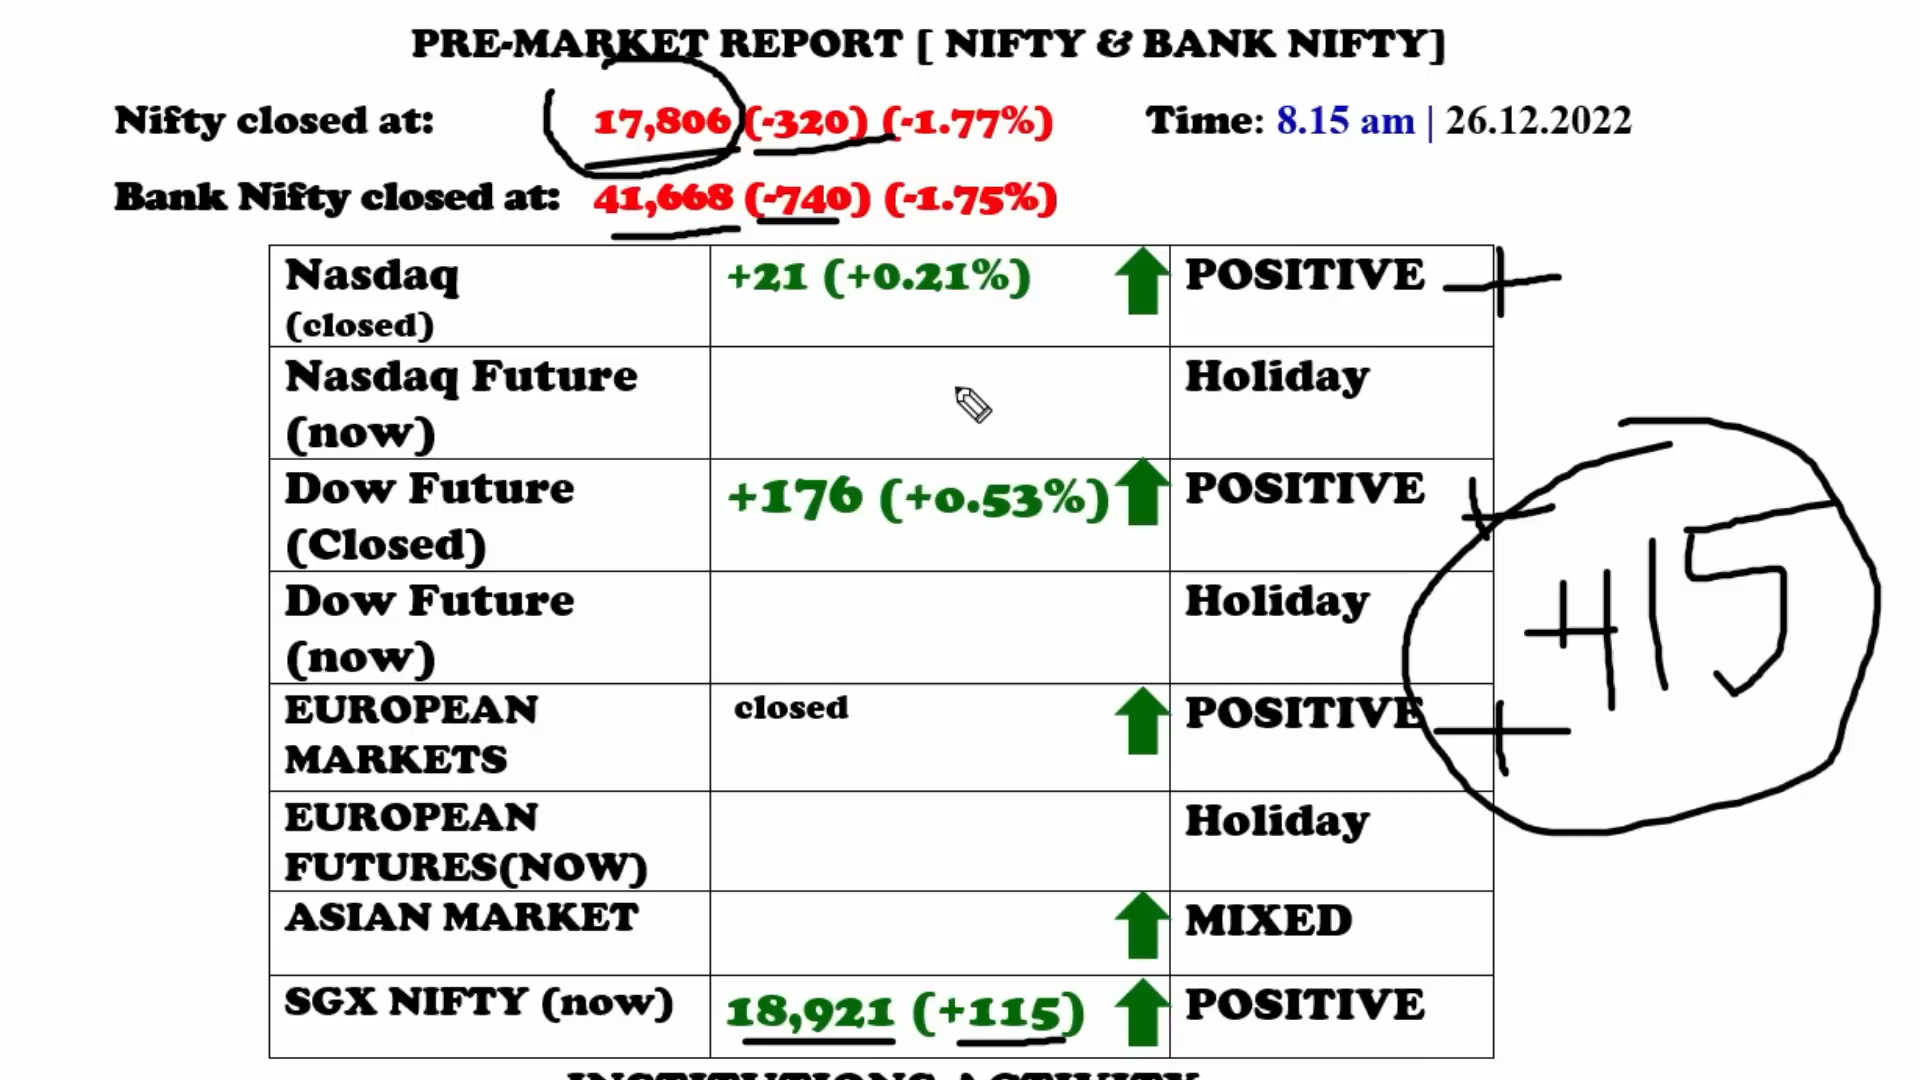 PRE-MARKET REPORT [ NIFTY & BANK NIFTY]
Nifty closed at: 17,806 (-320) (-1.77%) Time: 8.15 am | 26.12.2022
Bank Nifty closed at: 41,668 (-740) (-1.75%)
Nasdaq +21 (+0.21%) POSITIVE +
(closed)
Nasdaq Future Holiday
(now)
Dow Future +176 (+0.53%) POSITIVE +
(Closed)
Dow Future Holiday
(now)
+115
EUROPEAN closed POSITIVE +
MARKETS
EUROPEAN Holiday
FUTURES(NOW)
ASIAN MARKET MIXED
SGX NIFTY (now) 18,921 (+115) POSITIVE
INSTITUTIONS ACTIVITY